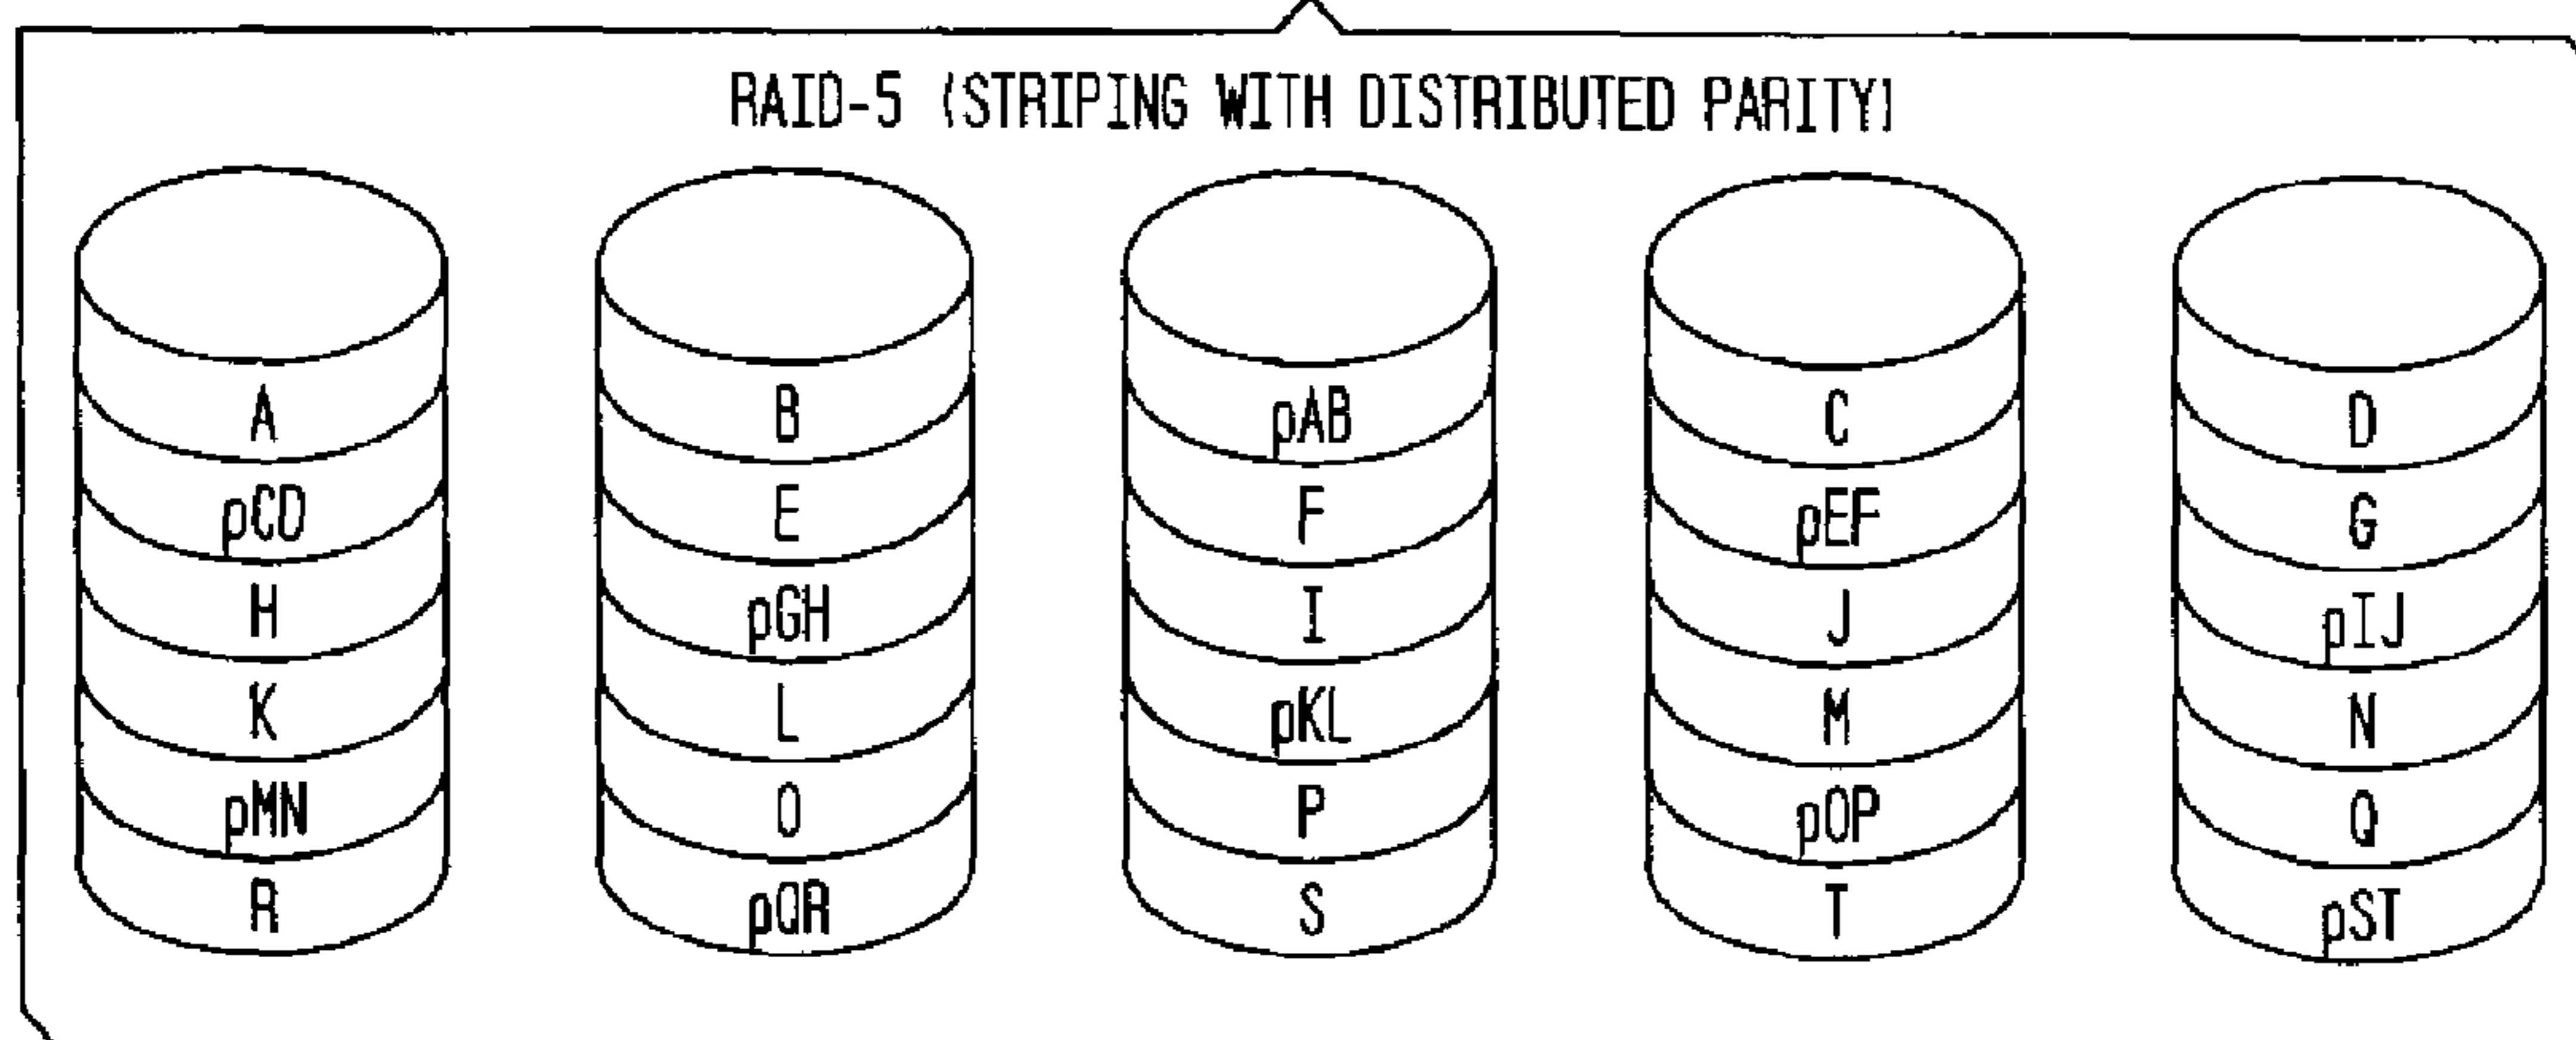 RAID-5 (STRIPING WITH DISTRIBUTED PARITY)
A B pAB C D
pCD E F pEF G
H pGH I J pIJ
K L pKL M N
pMN O P pOP Q
R pQR S T pST